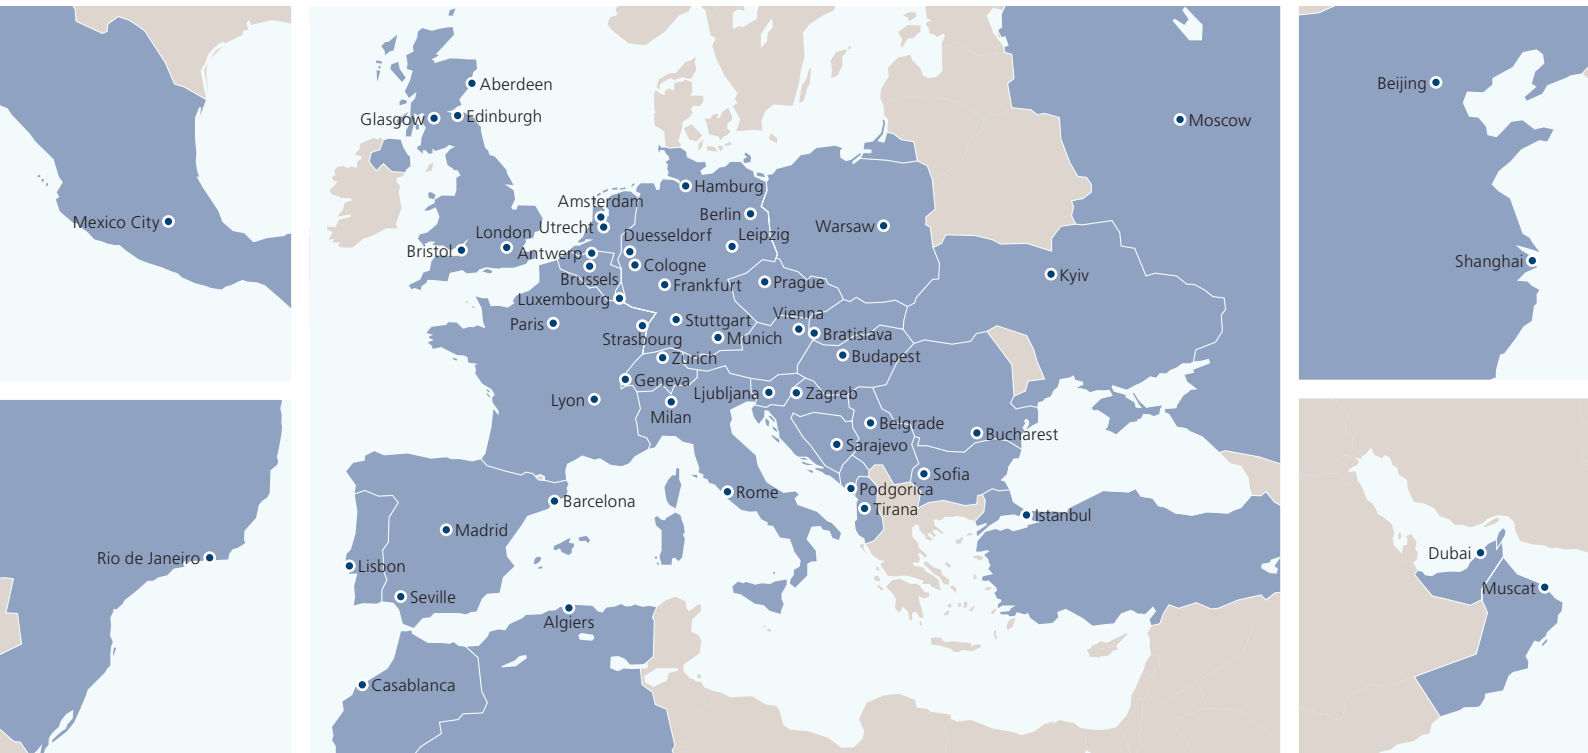 Mexico City
Rio de Janeiro
Aberdeen
Glasgow
Edinburgh
Moscow
Hamburg
Amsterdam
Berlin
Utrecht
Warsaw
London
Duesseldorf
Leipzig
Bristol
Antwerp
Cologne
Kyiv
Brussels
Frankfurt
Prague
Luxembourg
Vienna
Paris
Stuttgart
Strasbourg
Munich
Bratislava
Zurich
Budapest
Geneva
Lyon
Ljubljana
Zagreb
Milan
Belgrade
Bucharest
Sarajevo
Sofia
Rome
Podgorica
Barcelona
Tirana
Istanbul
Madrid
Lisbon
Seville
Algiers
Casablanca
Beijing
Shanghai
Dubai
Muscat